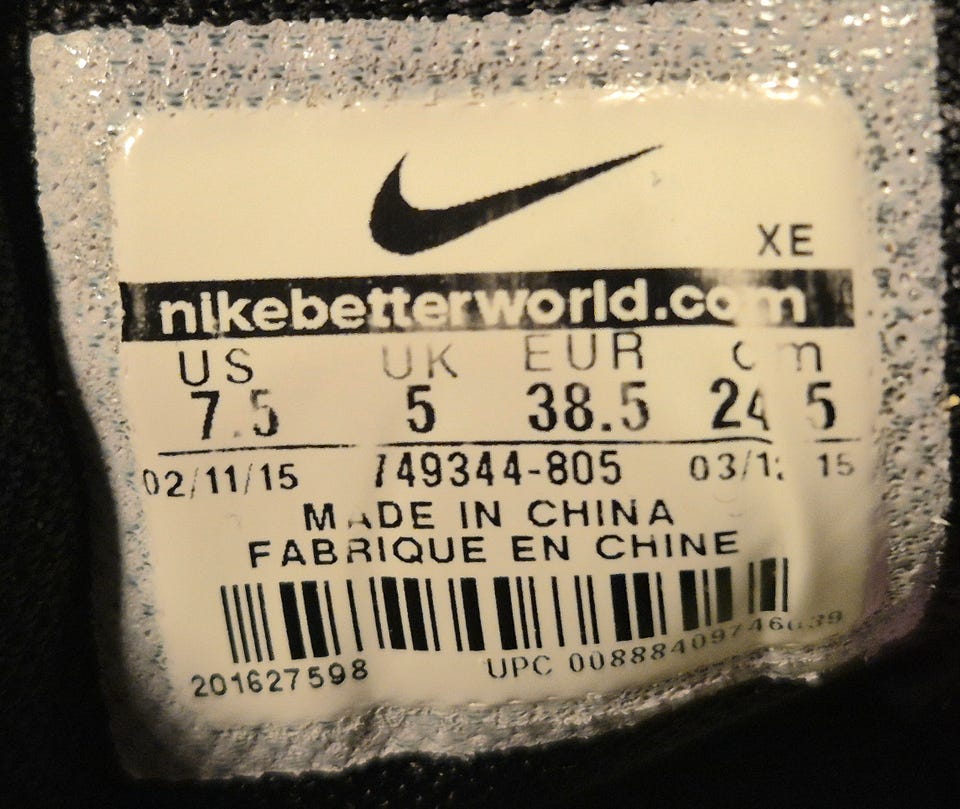 XE
nikebetterworld.com
US UK EUR cm
7.5 5 38.5 24.5
02/11/15 749344-805
MADE IN CHINA
FABRIQUE EN CHINE
201627598 UPC